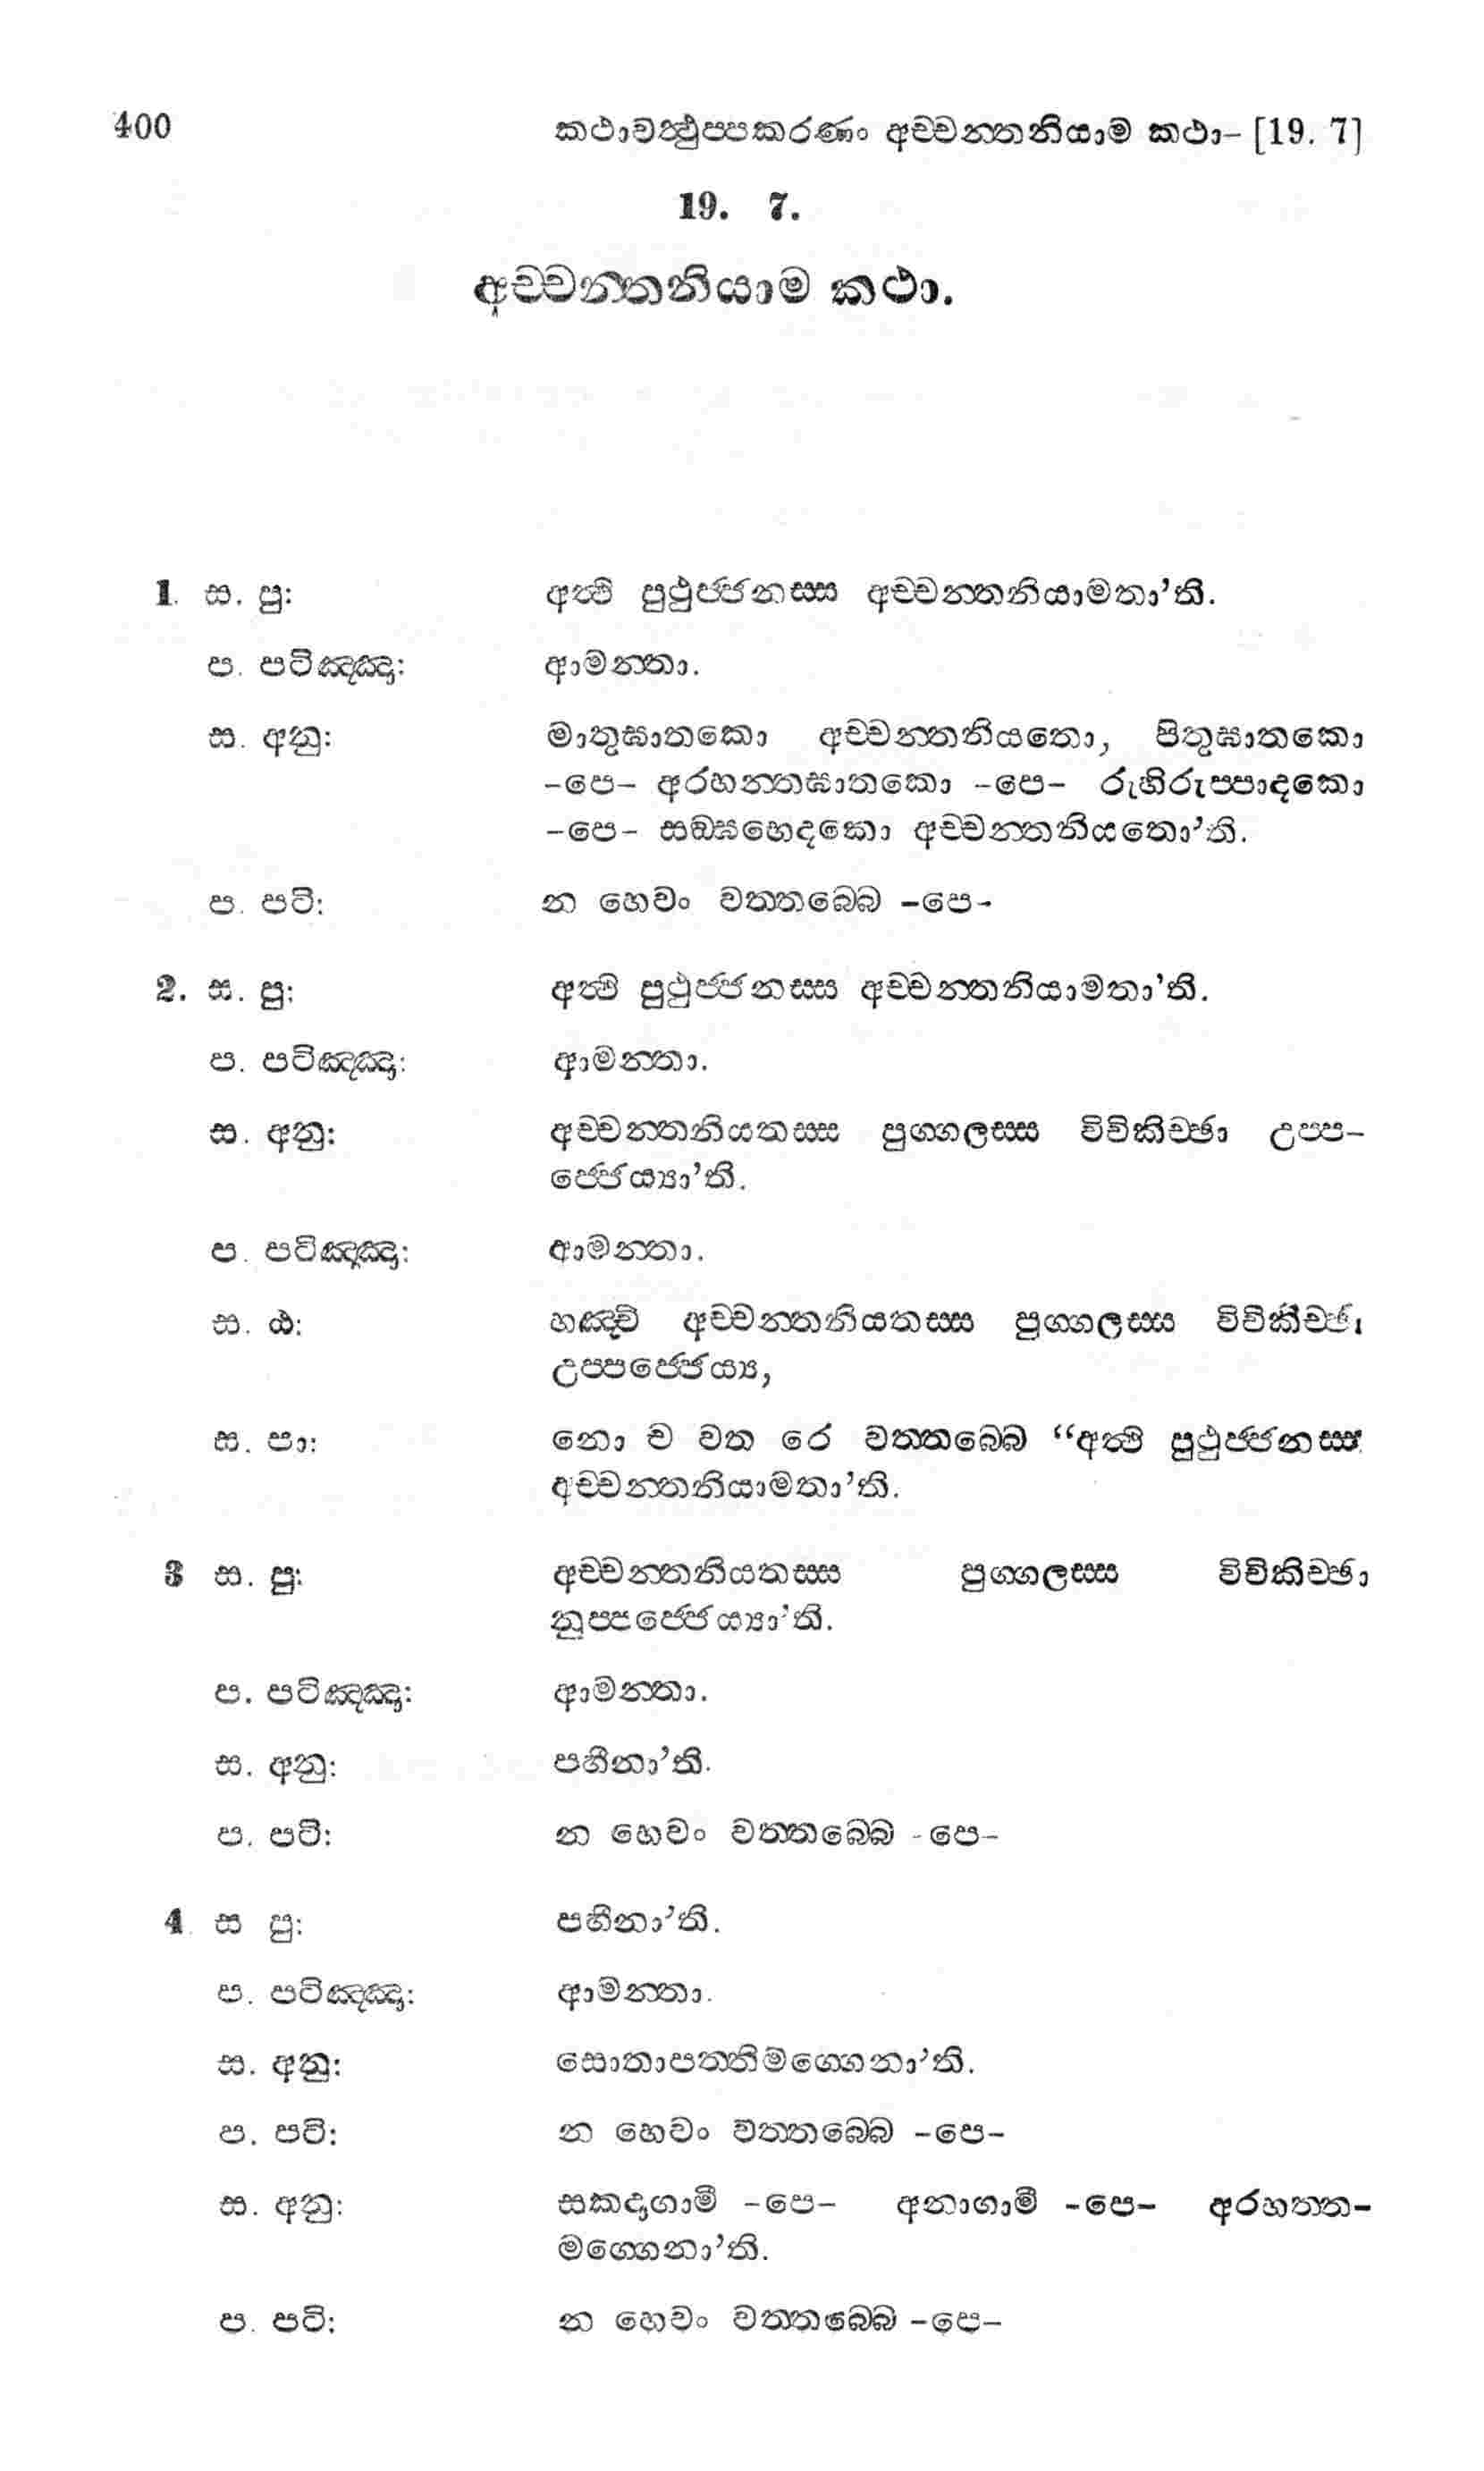 400 කථාවත්‍ථුප්පකරණං අච්චන්තනියාම කථා– [19. 7]
19. 7.
අච්චන්තනියාම කථා.
1. ස. පු: අත්‍ථි පුථුජ්ජනස්ස අච්චන්තනියාමතා’ති.
ප. පටිඤ්ඤා: ආමන්තා.
ස. අනු: මාතුඝාතකො අච්චන්තනියතො, පිතුඝාතකො
–පෙ– අරහන්තඝාතකො –පෙ– රුහිරුප්පාදකො
–පෙ– සඞ්ඝභෙදකො අච්චන්තනියතො’ති.
ප. පටි: න හෙවං වත්තබ්බෙ –පෙ–
2. ස. පු: අත්‍ථි පුථුජ්ජනස්ස අච්චන්තනියාමතා’ති.
ප. පටිඤ්ඤා: ආමන්තා.
ස. අනු: අච්චන්තනියතස්ස පුග්ගලස්ස විචිකිච්ඡා උප්ප–
ජ්ජෙය්‍යා’ති.
ප. පටිඤ්ඤා: ආමන්තා.
ස. ඨ: හඤ්චි අච්චන්තනියතස්ස පුග්ගලස්ස විචිකිච්ඡා
උප්පජ්ජෙය්‍ය,
ස. පා: නො ච වත රෙ වත්තබ්බෙ “අත්‍ථි පුථුජ්ජනස්ස
අච්චන්තනියාමතා’ති.
3 ස. පු: අච්චන්තනියතස්ස පුග්ගලස්ස විචිකිච්ඡා
නුප්පජ්ජෙය්‍යා’ති.
ප. පටිඤ්ඤා: ආමන්තා.
ස. අනු: පහීනා’ති.
ප. පටි: න හෙවං වත්තබ්බෙ -පෙ–
4. ස පු: පහීනා’ති.
ප. පටිඤ්ඤා: ආමන්තා.
ස. අනු: සොතාපත්තිමග්ගෙනා’ති.
ප. පටි: න හෙවං වත්තබ්බෙ –පෙ–
ස. අනු: සකදාගාමී –පෙ– අනාගාමී –පෙ– අරහත්ත–
මග්ගෙනා’ති.
ප. පටි: න හෙවං වත්තබ්බෙ –පෙ–